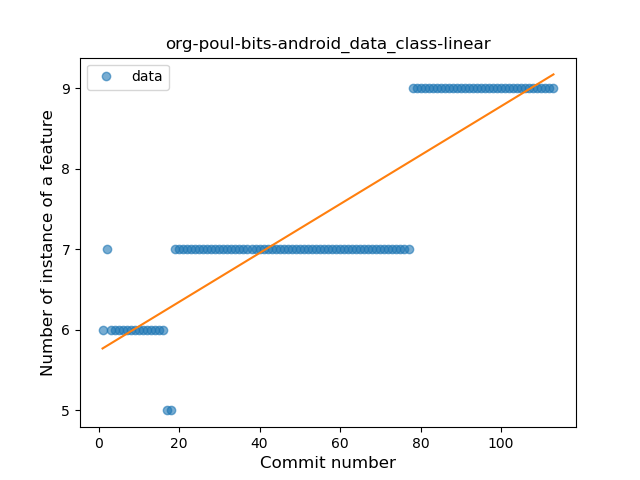 org-poul-bits-android_data_class-linear
data
Number of instance of a feature
9
8
7
6
5
0 20 40 60 80 100
Commit number